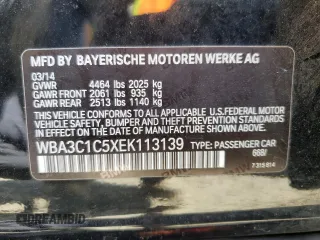 MFD BY BAYERISCHE MOTOREN WERKE AG
03/14
GVWR 4464 lbs 2025 kg
GAWR FRONT 2061 lbs 935 kg
GAWR REAR 2513 lbs 1140 kg
THIS VEHICLE CONFORMS TO ALL APPLICABLE
FEDERAL MOTOR VEHICLE SAFETY, BUMPER AND
THEFT PREVENTION STANDARDS IN EFFECT ON
THE DATE OF MANUFACTURE SHOWN ABOVE.
WBA3C1C5XEK113139 TYPE: PASSENGER CAR
DREAMBID